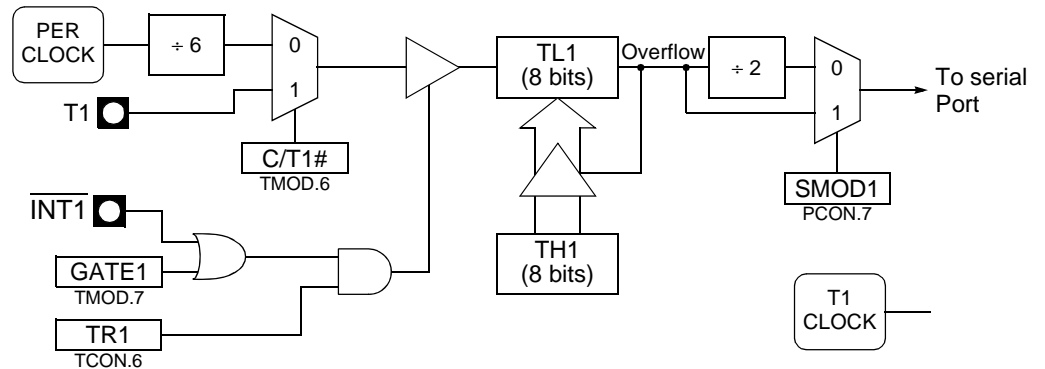 PER
CLOCK
÷ 6
0
1
T1
C/T1#
TMOD.6
INT1
GATE1
TMOD.7
TR1
TCON.6
TL1
(8 bits)
Overflow
÷ 2
0
1
To serial
Port
SMOD1
PCON.7
TH1
(8 bits)
T1
CLOCK